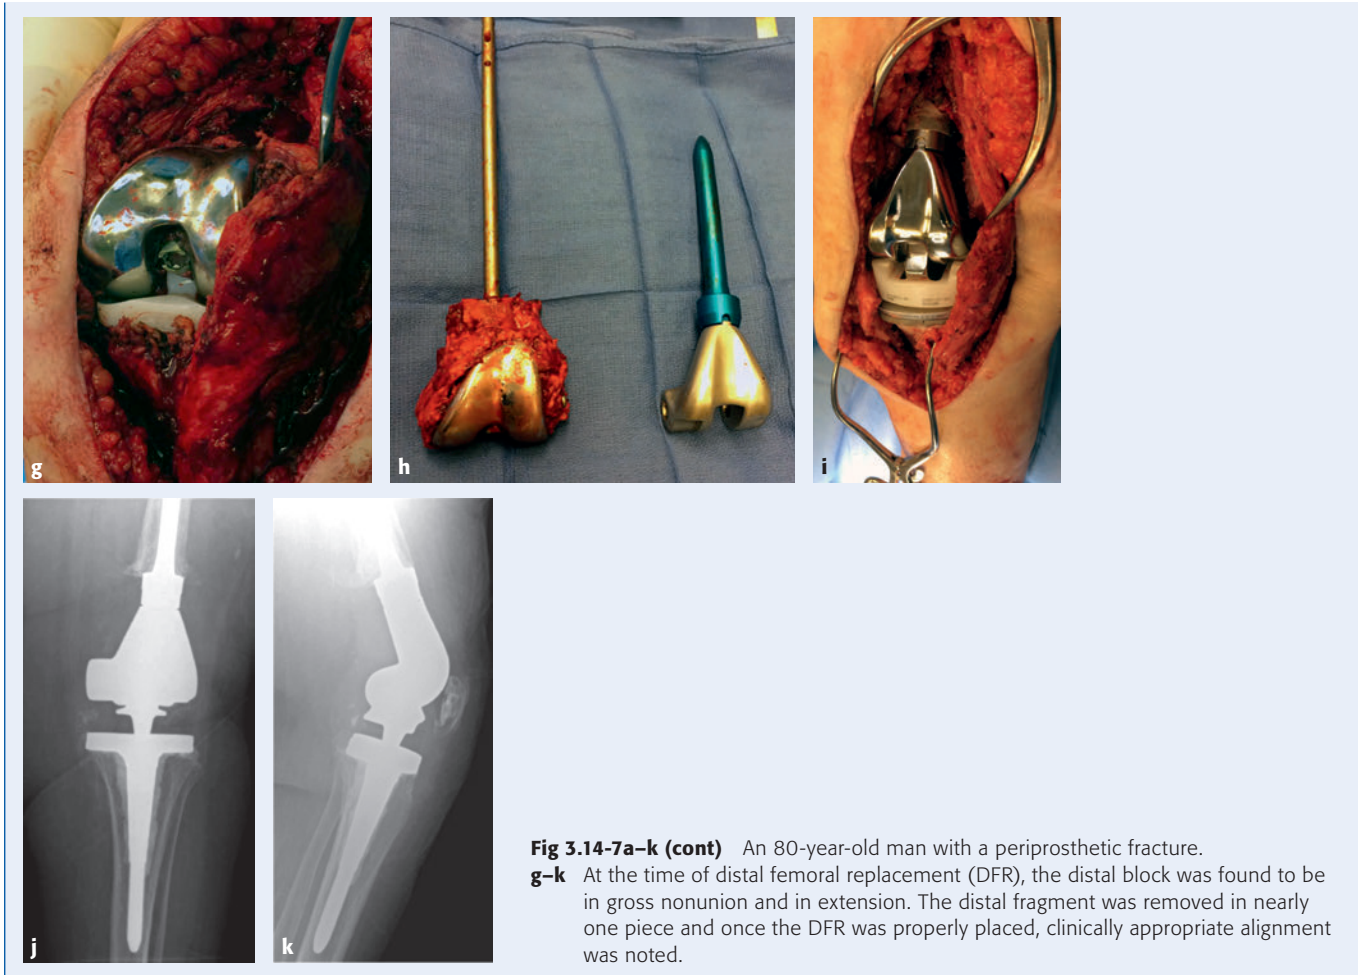 g
h
i
j
k
Fig 3.14-7a–k (cont) An 80-year-old man with a periprosthetic fracture.
g–k At the time of distal femoral replacement (DFR), the distal block was found to be
in gross nonunion and in extension. The distal fragment was removed in nearly
one piece and once the DFR was properly placed, clinically appropriate alignment
was noted.